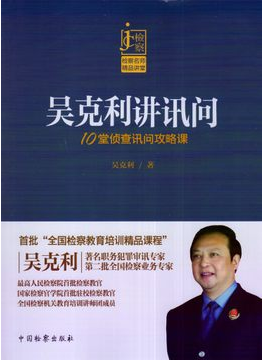 检察
检察名师
精品讲堂
吴克利讲讯问
10堂侦查讯问攻略课
吴克利/著
首批“全国检察教育培训精品课程”
吴克利
著名职务犯罪审讯专家
第二批全国检察业务专家
最高人民检察院首批检察教官
国家检察官学院首批驻校检察教官
全国检察机关教育培训讲师团成员
中国检察出版社